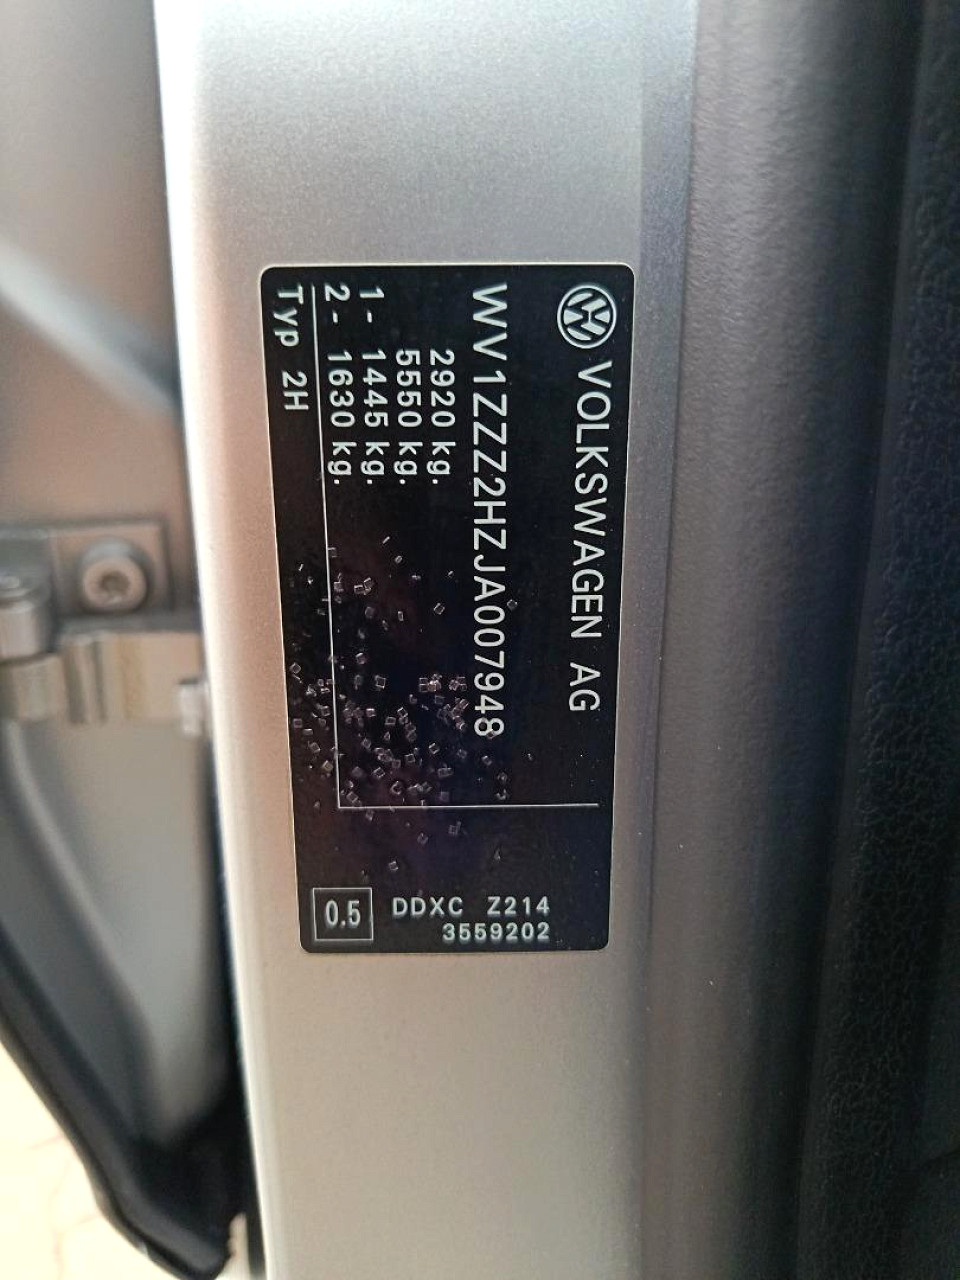 VOLKSWAGEN AG
WV1ZZZ2HZJA007948
2920 kg.
5550 kg.
1- 1445 kg.
2- 1630 kg.
Typ 2H
DDXC Z214
3559202
0.5